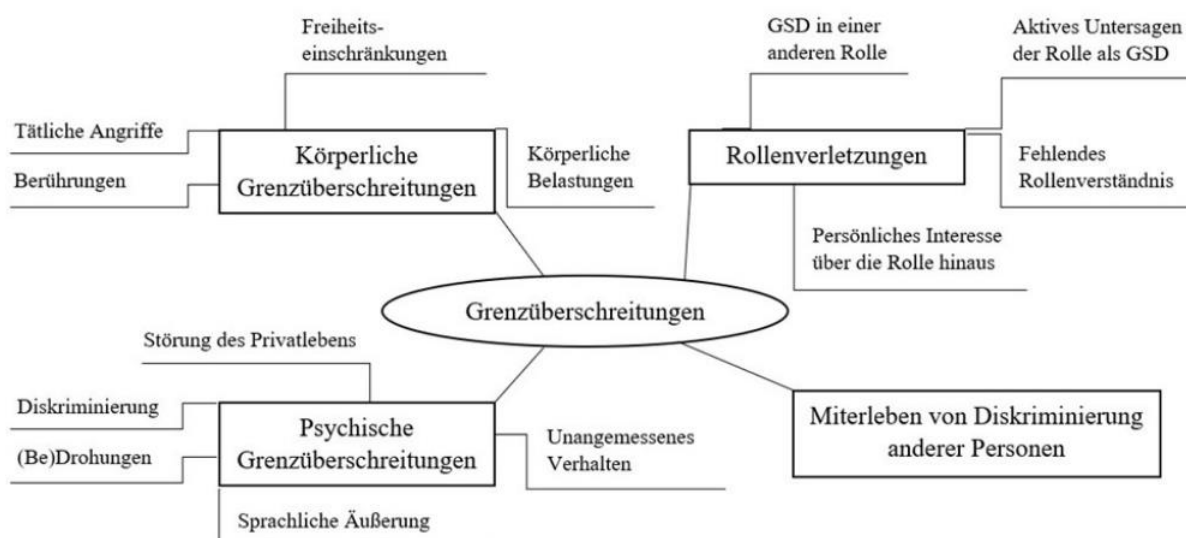 Freiheits-
einschränkungen
GSD in einer
anderen Rolle
Aktives Untersagen
der Rolle als GSD
Tätliche Angriffe
Berührungen
Körperliche
Grenzüberschreitungen
Körperliche
Belastungen
Rollenverletzungen
Fehlendes
Rollenverständnis
Persönliches Interesse
über die Rolle hinaus
Grenzüberschreitungen
Störung des Privatlebens
Diskriminierung
(Be)Drohungen
Psychische
Grenzüberschreitungen
Unangemessenes
Verhalten
Sprachliche Äußerung
Miterleben von Diskriminierung
anderer Personen